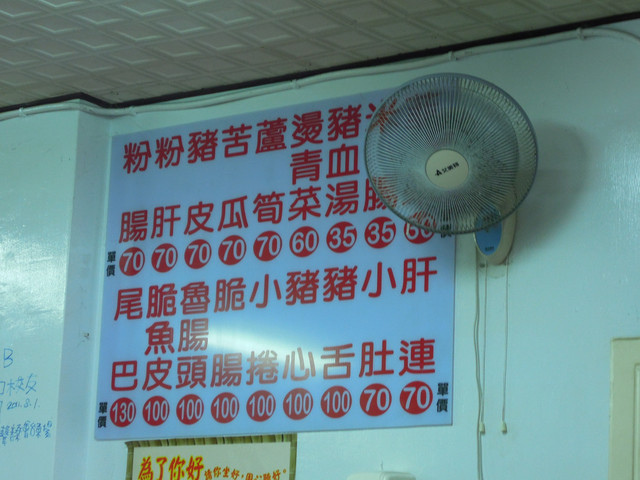 單價
粉腸 70
粉肝 70
豬皮 70
苦瓜 70
蘆筍 70
燙青菜 60
豬血湯 35
35
60
單價
尾巴 130
脆魚皮 100
魯腸頭 100
脆腸 100
小捲 100
豬心 100
豬舌 100
小肚 70
肝連 70
單價
為了你好
B